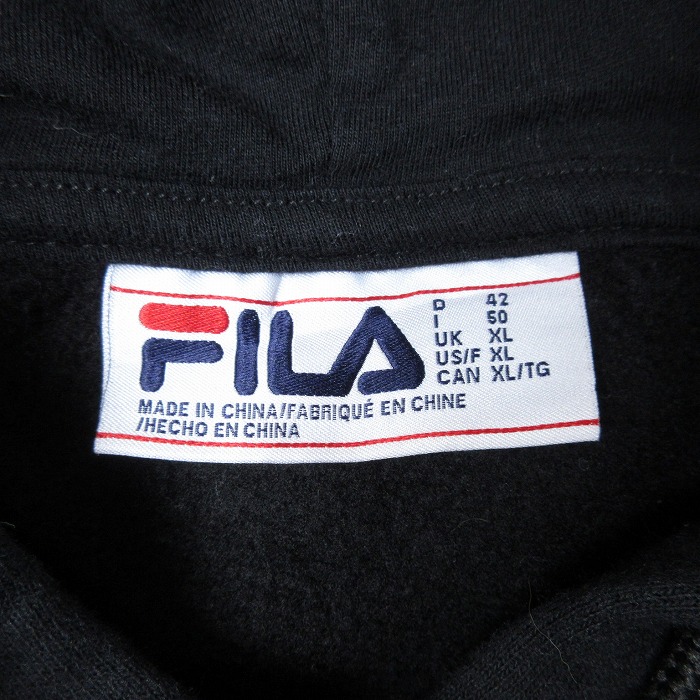 FILA
D 42
I 50
UK XL
US/F XL
CAN XL/TG
MADE IN CHINA/FABRIQUÉ EN CHINE
/HECHO EN CHINA